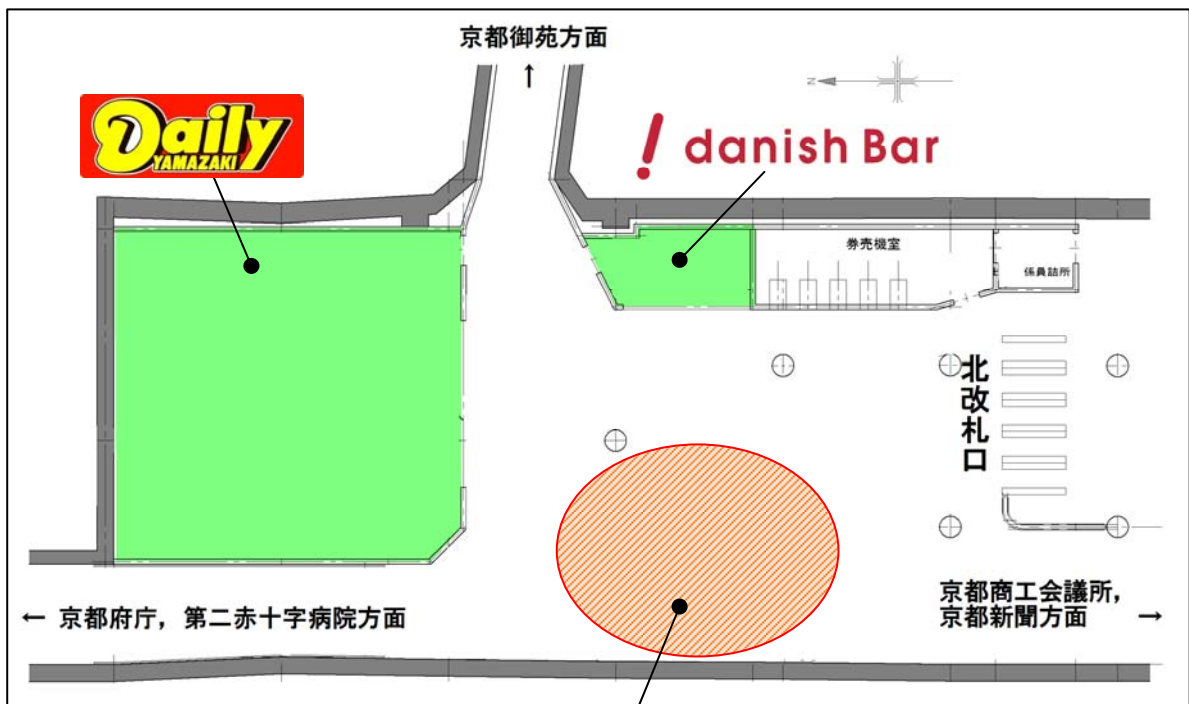 京都御苑方面
↑
N
Daily
YAMAZAKI
! danish Bar
券売機室
係員詰所
北改札口
← 京都府庁，第二赤十字病院方面
京都商工会議所，
京都新聞方面 →